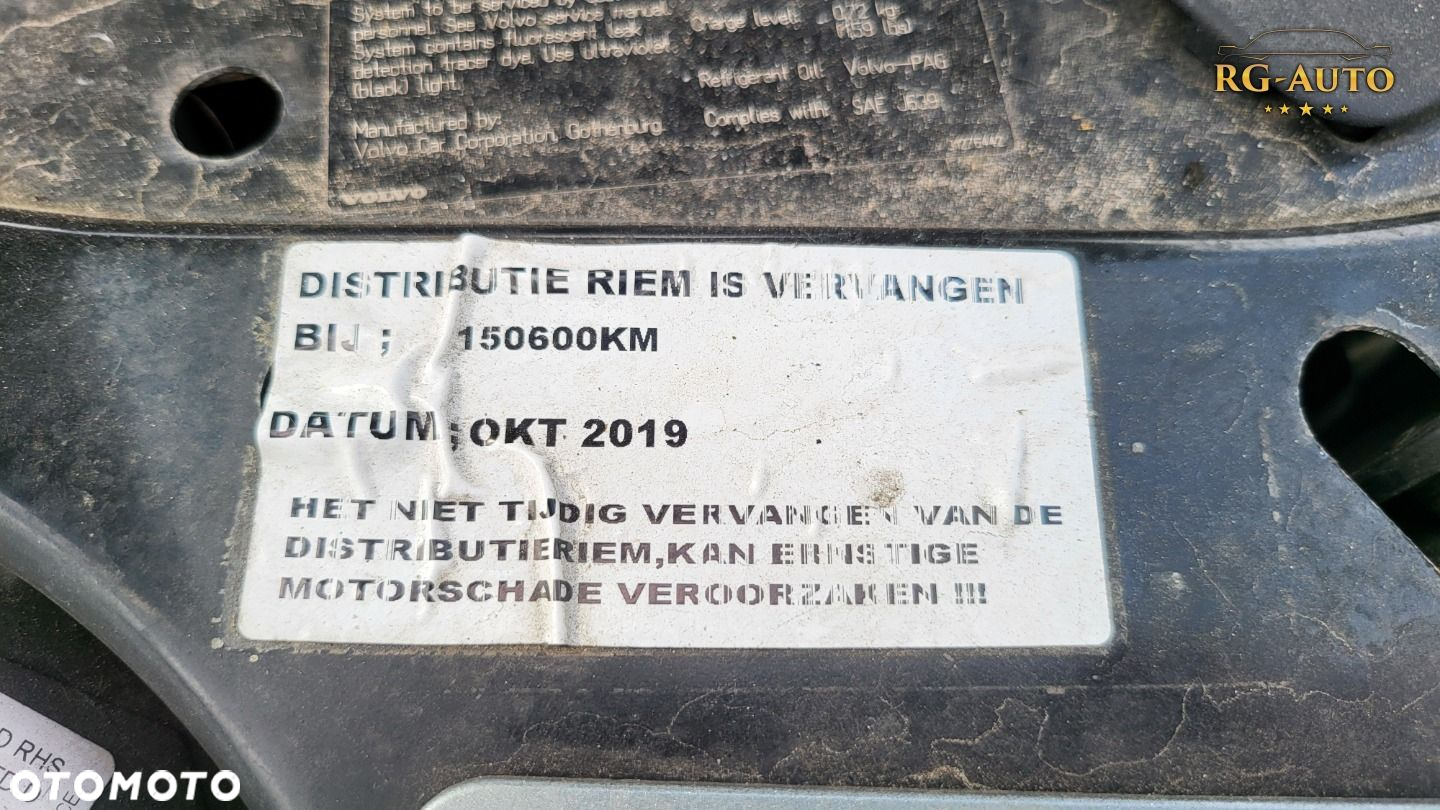 System to be serviced by
personnel. See Volvo service manual.
System contains fluorescent leak
detection tracer dye. Use Ultraviolet
(black) light.
Manufactured by:
Volvo Car Corporation, Gothenburg
VOLVO
Charge level:
Refrigerant Oil: Volvo-PAG
Complies with: SAE J639
RG-AUTO
DISTRIBUTIE RIEM IS VERVANGEN
BIJ ; 150600KM
DATUM ; OKT 2019
HET NIET TIJDIG VERVANGEN VAN DE
DISTRIBUTIERIEM,KAN ERNSTIGE
MOTORSCHADE VEROORZAKEN !!!
D RHS
OTOMOTO